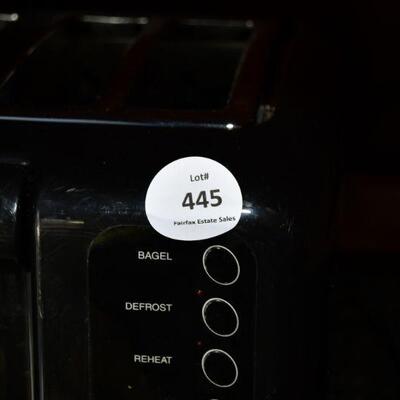 Lot#
445
Fairfax Estate Sales
BAGEL
DEFROST
REHEAT